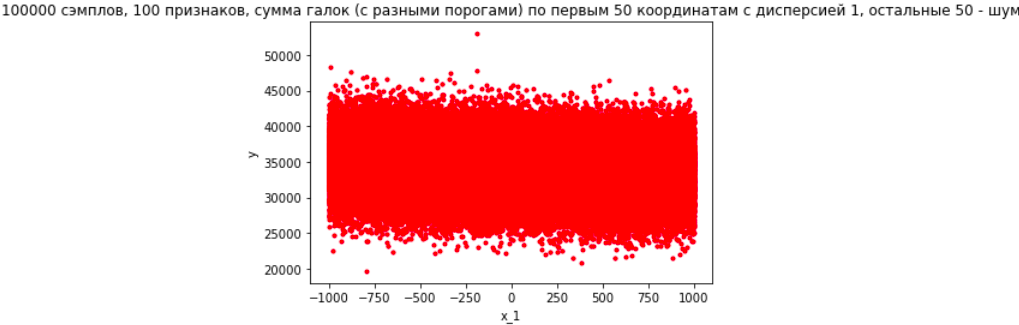 100000 сэмплов, 100 признаков, сумма галок (с разными порогами) по первым 50 координатам с дисперсией 1, остальные 50 - шум
50000
45000
40000
35000
30000
25000
20000
y
−1000 −750 −500 −250 0 250 500 750 1000
x_1